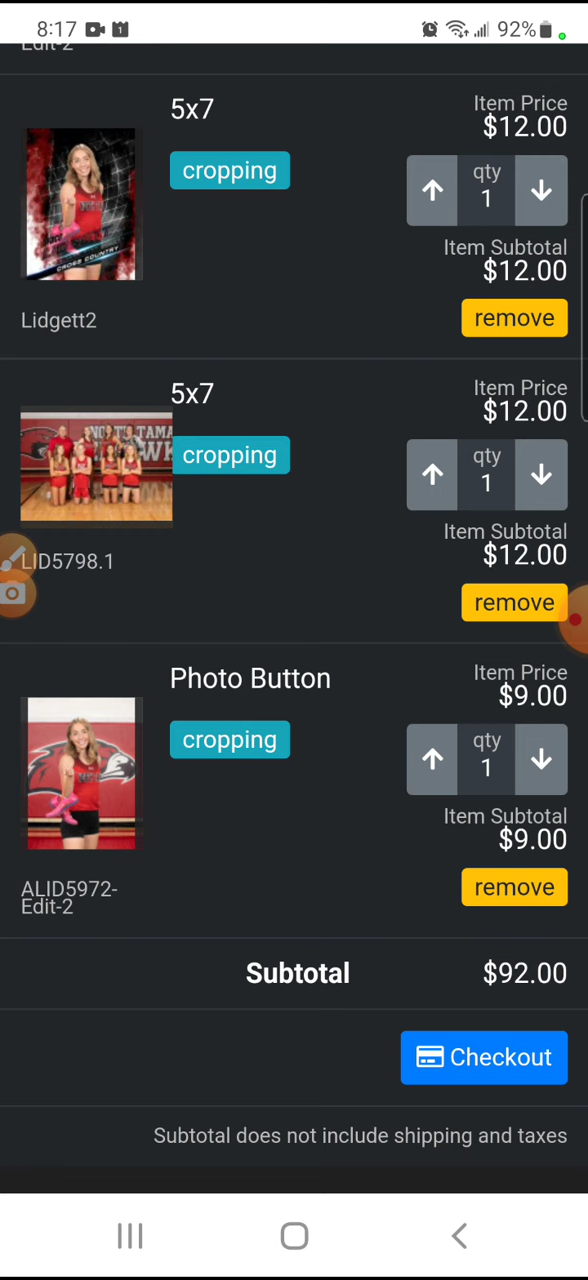 8:17
92%
Edit-2
5x7
Item Price
$12.00
cropping
qty
1
Item Subtotal
$12.00
CROSS COUNTRY
Lidgett2
remove
5x7
Item Price
$12.00
cropping
qty
1
Item Subtotal
$12.00
LID5798.1
remove
Photo Button
Item Price
$9.00
cropping
qty
1
Item Subtotal
$9.00
ALID5972-
Edit-2
remove
Subtotal $92.00
Checkout
Subtotal does not include shipping and taxes